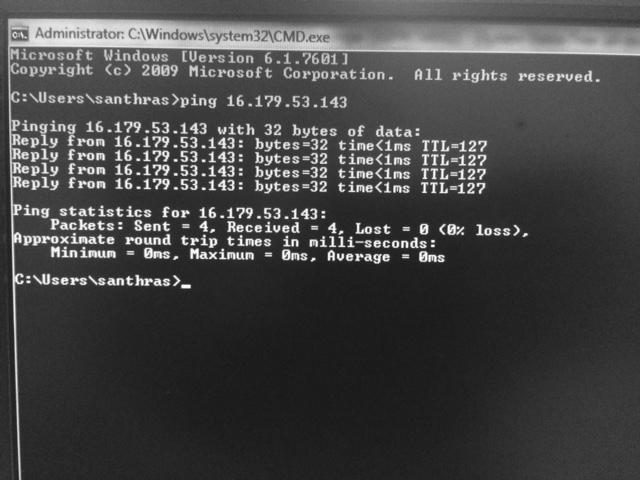 Administrator: C:\Windows\system32\CMD.exe
Microsoft Windows [Version 6.1.7601]
Copyright (c) 2009 Microsoft Corporation.  All rights reserved.
C:\Users\santhras>ping 16.179.53.143
Pinging 16.179.53.143 with 32 bytes of data:
Reply from 16.179.53.143: bytes=32 time<1ms TTL=127
Reply from 16.179.53.143: bytes=32 time<1ms TTL=127
Reply from 16.179.53.143: bytes=32 time<1ms TTL=127
Reply from 16.179.53.143: bytes=32 time<1ms TTL=127
Ping statistics for 16.179.53.143:
    Packets: Sent = 4, Received = 4, Lost = 0 (0% loss),
Approximate round trip times in milli-seconds:
    Minimum = 0ms, Maximum = 0ms, Average = 0ms
C:\Users\santhras>_